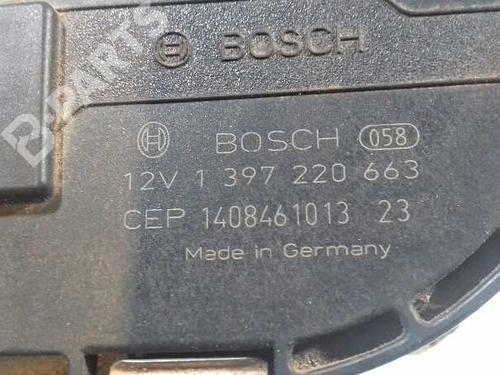 B-PARTS
BOSCH
BOSCH 058
12V 1 397 220 663
CEP 1408461013 23
Made in Germany